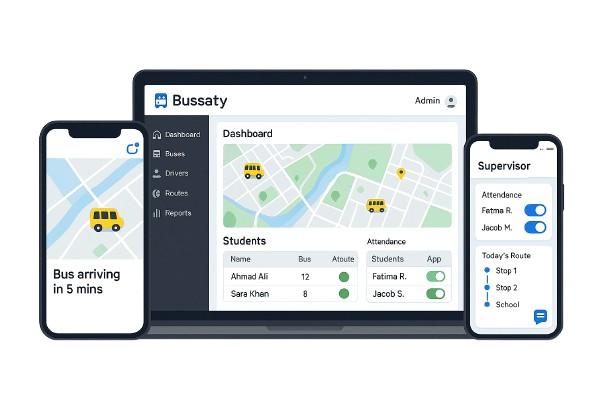 Bus arriving
in 5 mins
Bussaty
Admin
Dashboard
Buses
Drivers
Routes
Reports
Dashboard
Students
Name Bus Atoute
Ahmad Ali 12
Sara Khan 8
Attendance
Students App
Fatima R.
Jacob S.
Supervisor
Attendance
Fatma R.
Jacob M.
Today's Route
Stop 1
Stop 2
School